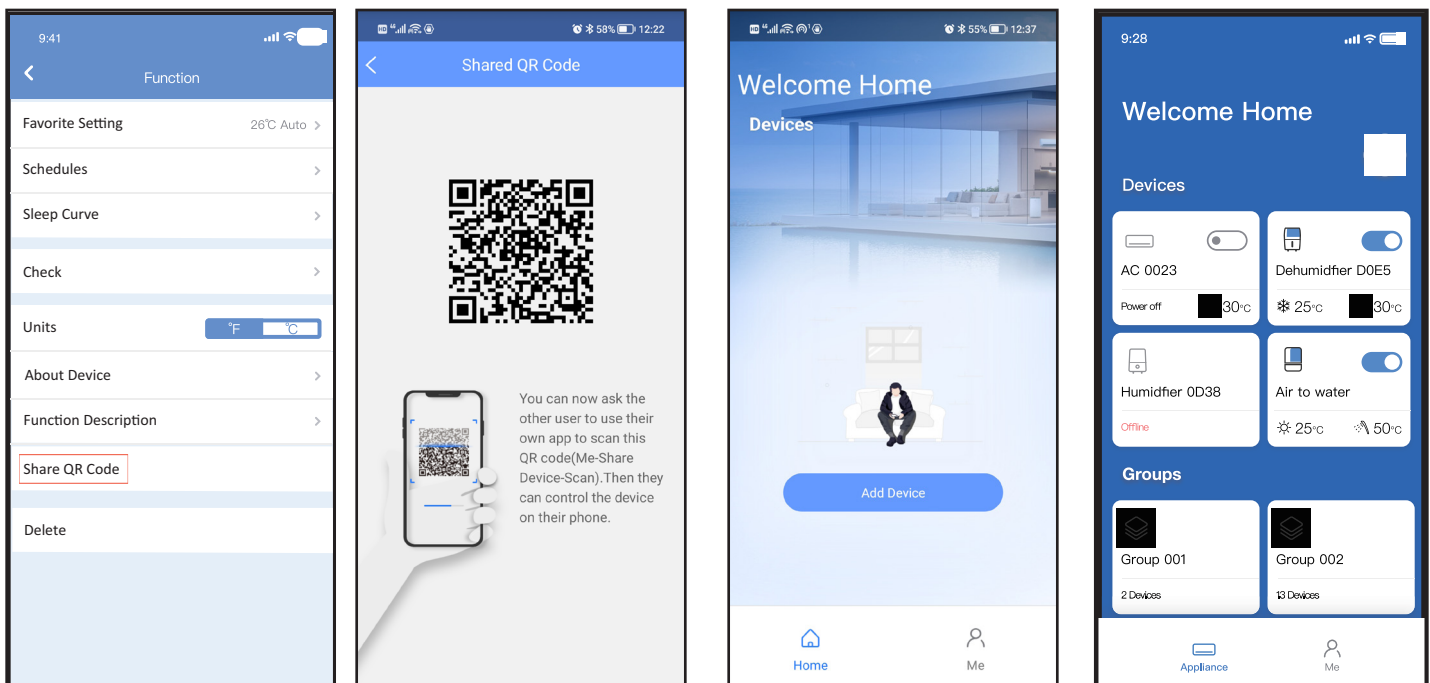 9:41
Function
Favorite Setting 26°C Auto >
Schedules >
Sleep Curve >
Check >
Units °F °C
About Device >
Function Description >
Share QR Code
Delete
HD 58% 12:22
Shared QR Code
You can now ask the
other user to use their
own app to scan this
QR code(Me-Share
Device-Scan).Then they
can control the device
on their phone.
HD 55% 12:37
Welcome Home
Devices
Add Device
Home Me
9:28
Welcome Home
Devices
AC 0023
Power off 30°C
Dehumidfier D0E5
25°C 30°C
Humidfier 0D38
Offline
Air to water
25°C 50°C
Groups
Group 001
2 Devices
Group 002
13 Devices
Appliance Me